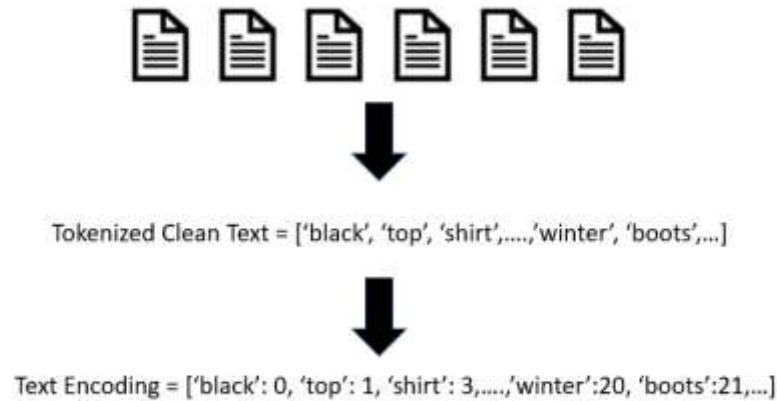 Tokenized Clean Text = [‘black’, ‘top’, ‘shirt’,....,’winter’, ‘boots’,...]
Text Encoding = [‘black’: 0, ‘top’: 1, ‘shirt’: 3,....,’winter’:20, ‘boots’:21,...]